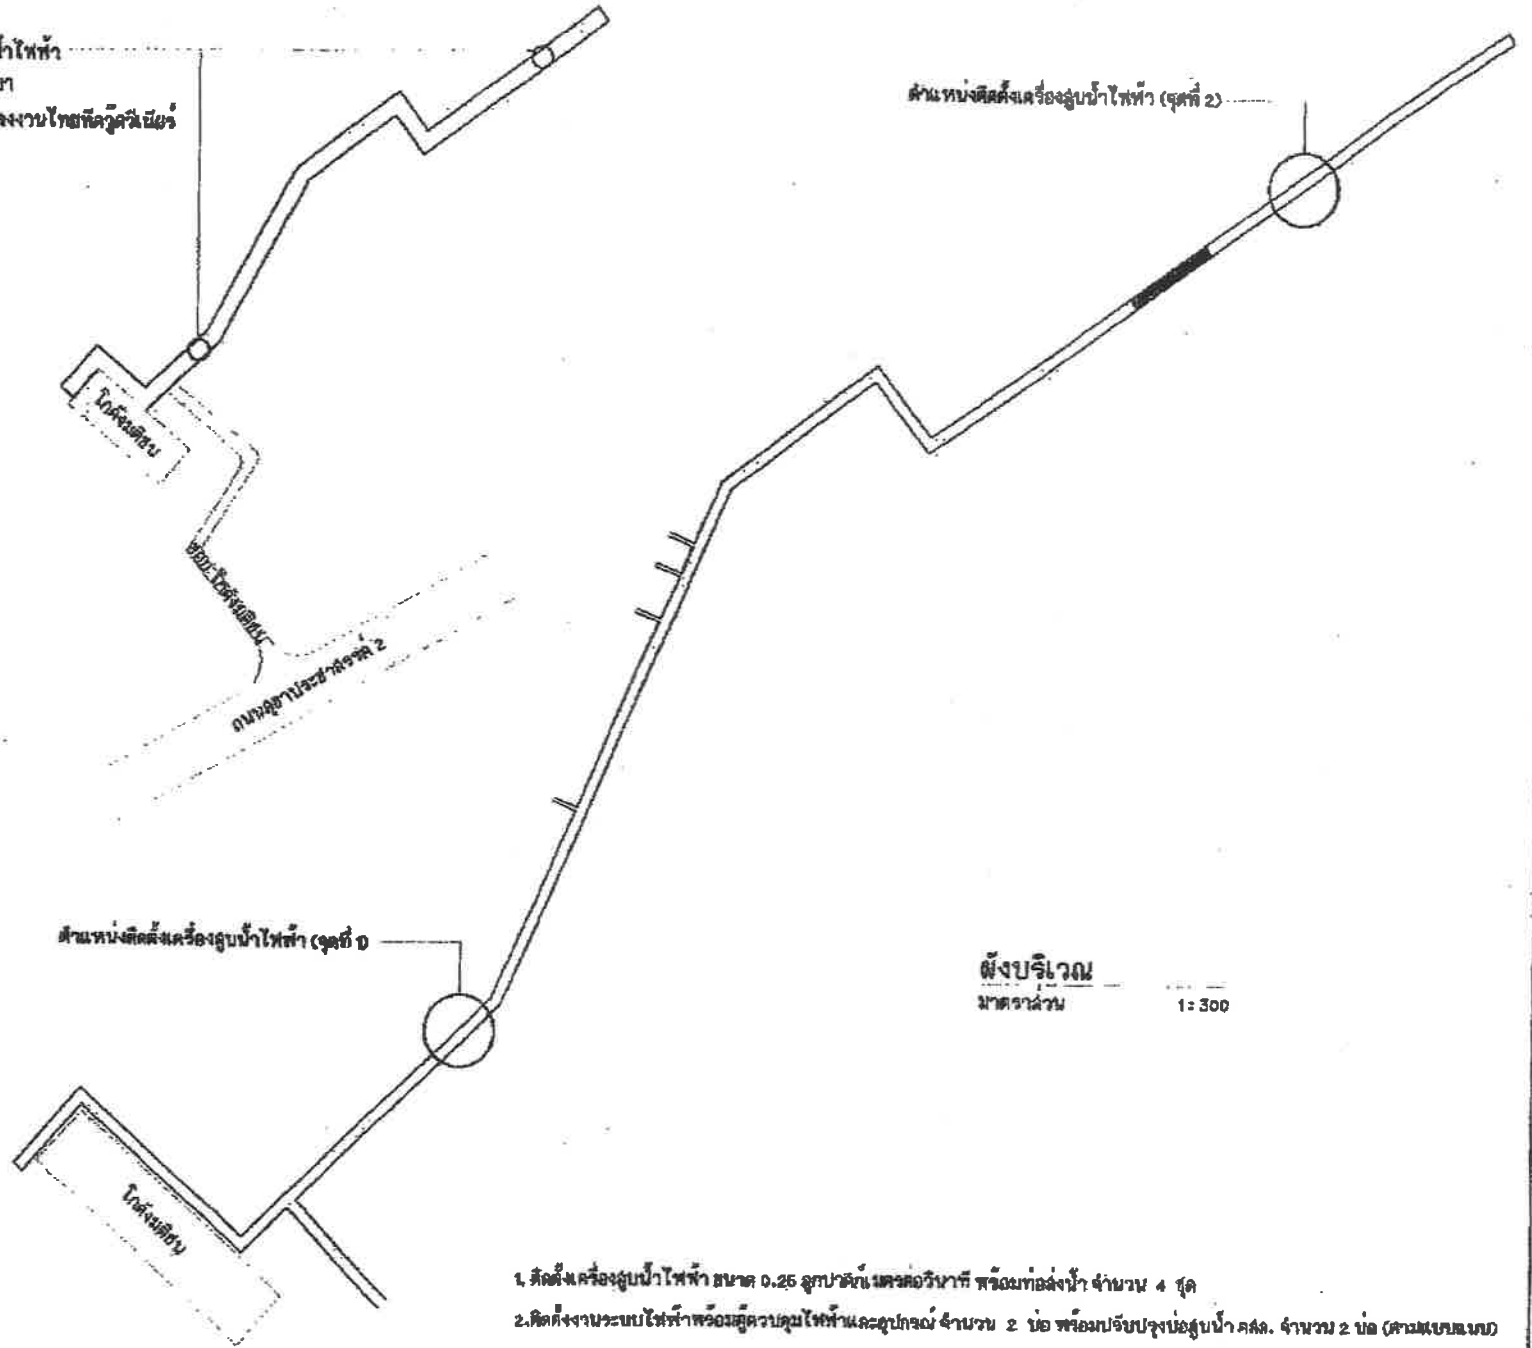 น้ำไฟฟ้า
ตำแหน่งติดตั้งเครื่องสูบน้ำไฟฟ้า (จุดที่ 2)
โกดังมติชน
ซอย
โกดังมติชน
ถนน
ประชาสรรค์ 2
ตำแหน่งติดตั้งเครื่องสูบน้ำไฟฟ้า (จุดที่ 1)
ผังบริเวณ
มาตราส่วน 1:300
โกดังมติชน
1. ติดตั้งเครื่องสูบน้ำไฟฟ้า ขนาด 0.25 ลูกบาศก์เมตรต่อวินาที พร้อมท่อส่งน้ำ จำนวน 4 ชุด
2.ติดตั้งงานระบบไฟฟ้าพร้อมตู้ควบคุมไฟฟ้าและอุปกรณ์ จำนวน 2 บ่อ พร้อมปรับปรุงบ่อสูบน้ำ คสล. จำนวน 2 บ่อ (ตามแบบแนบ)